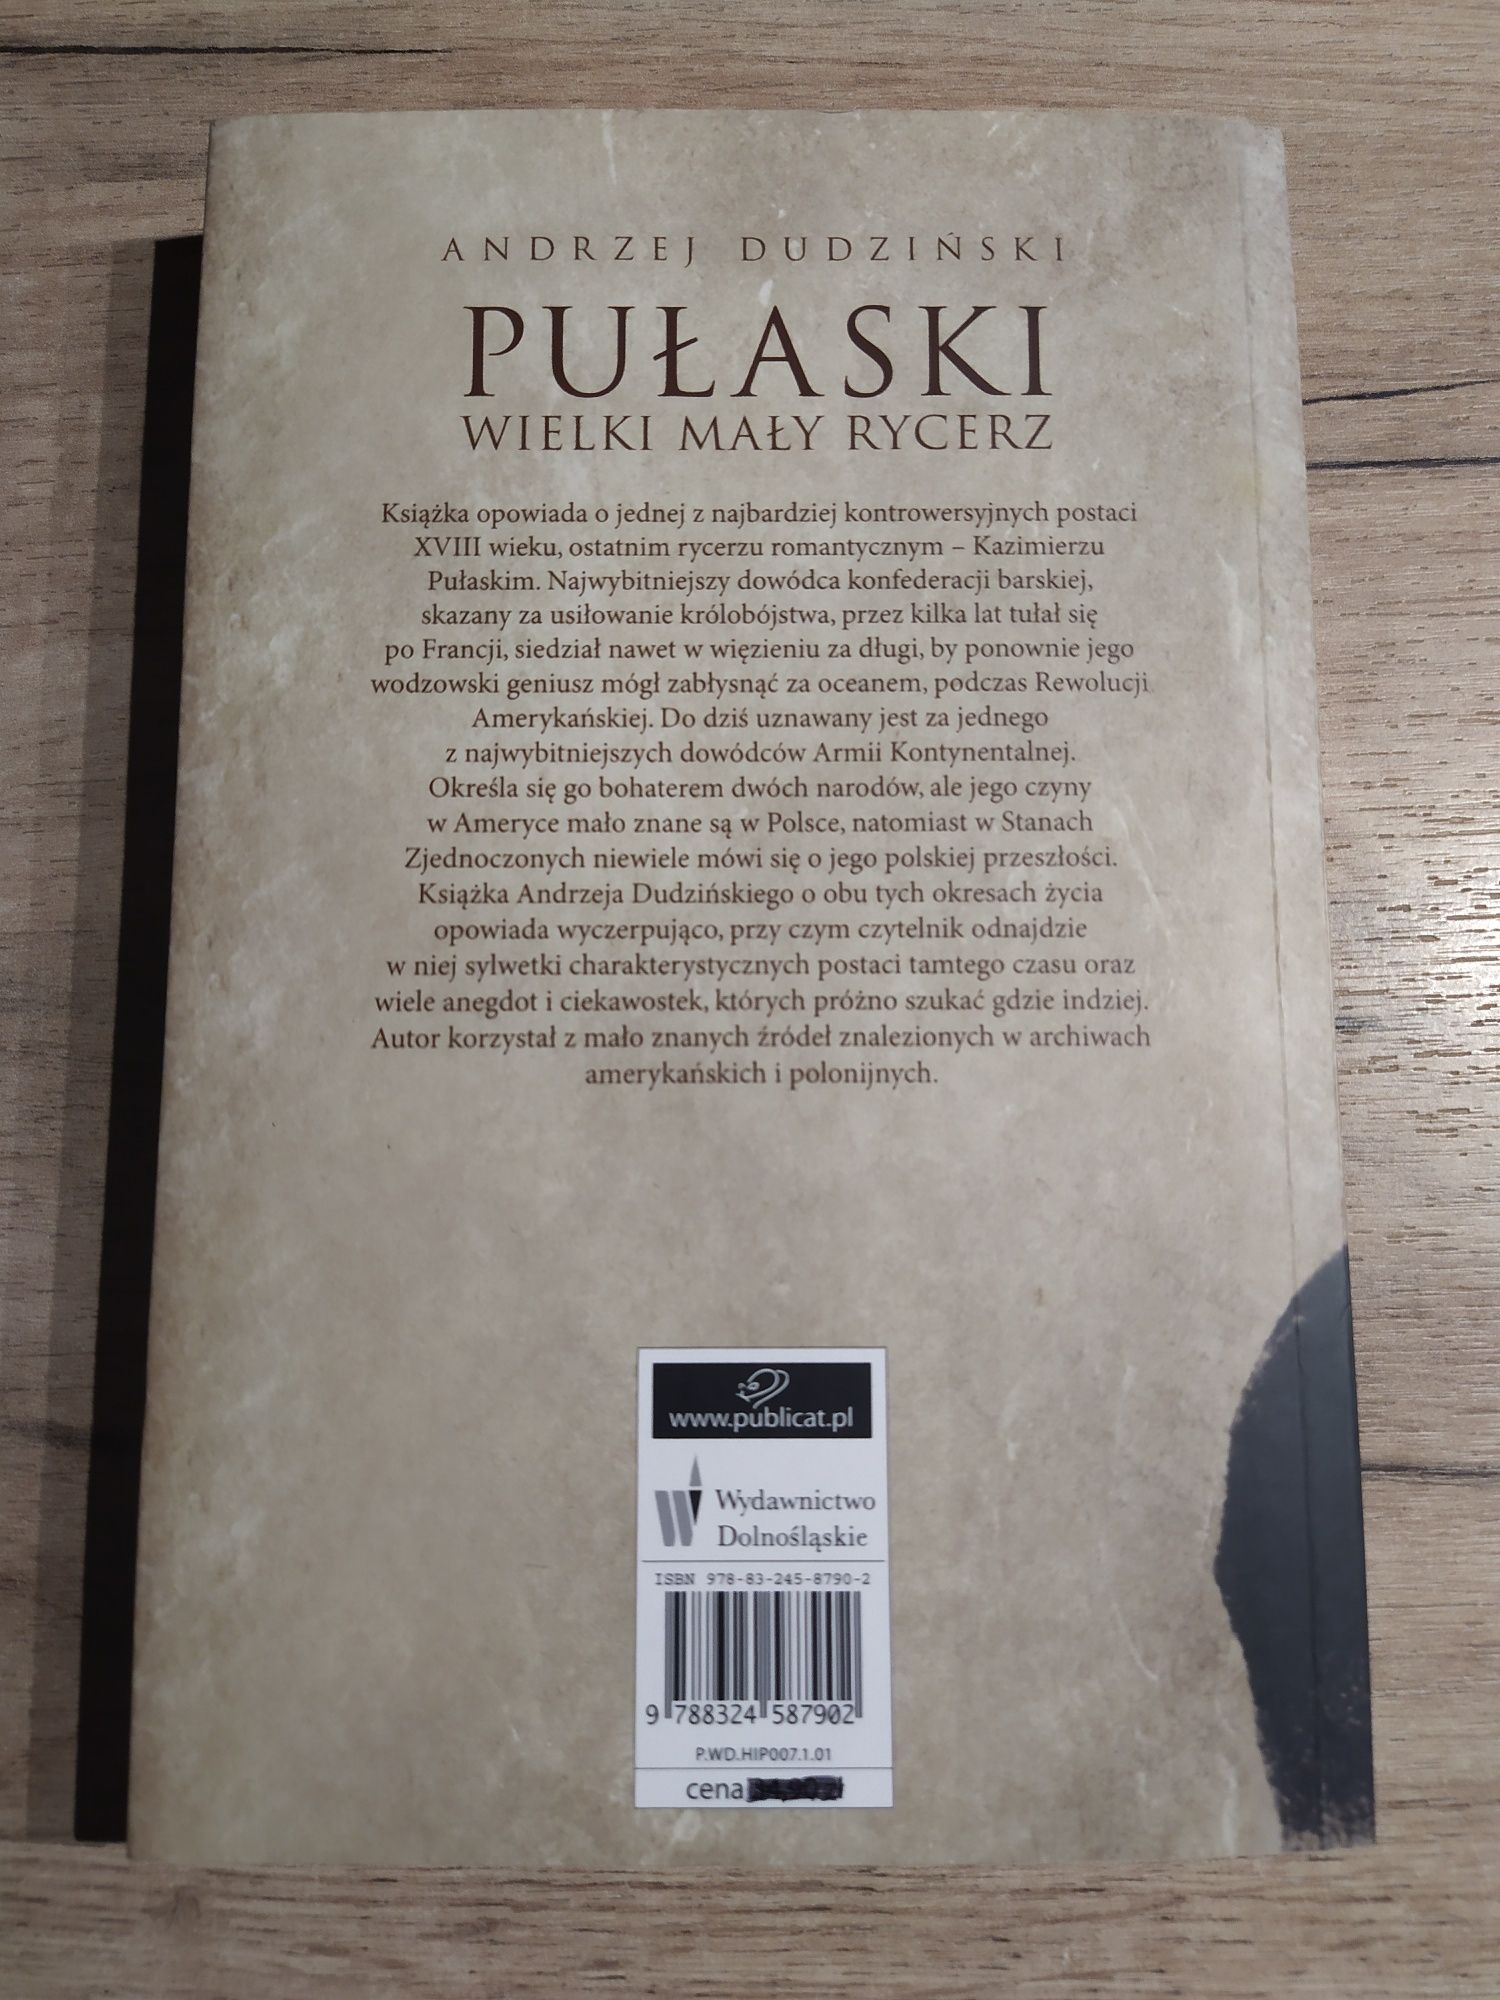 ANDRZEJ DUDZIŃSKI
PUŁASKI
WIELKI MAŁY RYCERZ
Książka opowiada o jednej z najbardziej kontrowersyjnych postaci
XVIII wieku, ostatnim rycerzu romantycznym – Kazimierzu
Pułaskim. Najwybitniejszy dowódca konfederacji barskiej,
skazany za usiłowanie królobójstwa, przez kilka lat tułał się
po Francji, siedział nawet w więzieniu za długi, by ponownie jego
wodzowski geniusz mógł zabłysnąć za oceanem, podczas Rewolucji
Amerykańskiej. Do dziś uznawany jest za jednego
z najwybitniejszych dowódców Armii Kontynentalnej.
Określa się go bohaterem dwóch narodów, ale jego czyny
w Ameryce mało znane są w Polsce, natomiast w Stanach
Zjednoczonych niewiele mówi się o jego polskiej przeszłości.
Książka Andrzeja Dudzińskiego o obu tych okresach życia
opowiada wyczerpująco, przy czym czytelnik odnajdzie
w niej sylwetki charakterystycznych postaci tamtego czasu oraz
wiele anegdot i ciekawostek, których próżno szukać gdzie indziej.
Autor korzystał z mało znanych źródeł znalezionych w archiwach
amerykańskich i polonijnych.
www.publicat.pl
Wydawnictwo
Dolnośląskie
ISBN 978-83-245-8790-2
9 788324 587902
P.WD.HIP007.1.01
cena